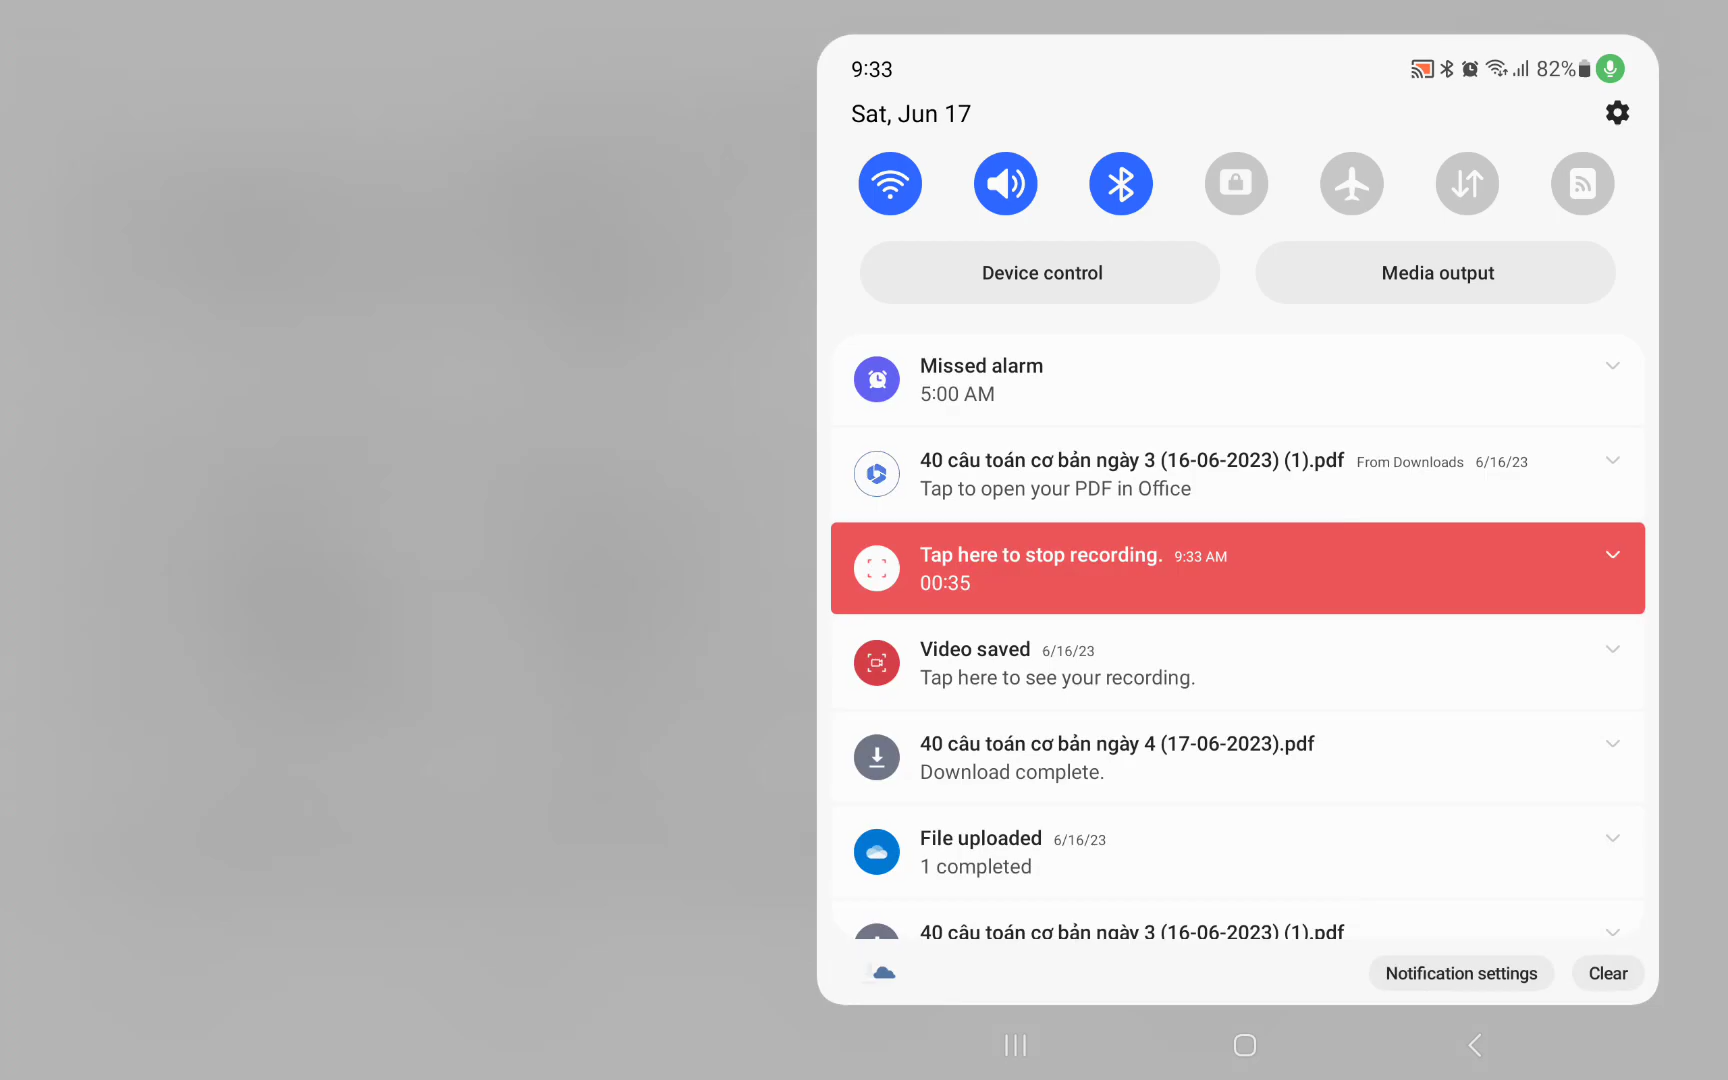 9:33
82%
Sat, Jun 17
Device control
Media output
Missed alarm
5:00 AM
40 câu toán cơ bản ngày 3 (16-06-2023) (1).pdf From Downloads 6/16/23
Tap to open your PDF in Office
Tap here to stop recording. 9:33 AM
00:35
Video saved 6/16/23
Tap here to see your recording.
40 câu toán cơ bản ngày 4 (17-06-2023).pdf
Download complete.
File uploaded 6/16/23
1 completed
40 câu toán cơ bản ngày 3 (16-06-2023) (1).pdf
Notification settings
Clear